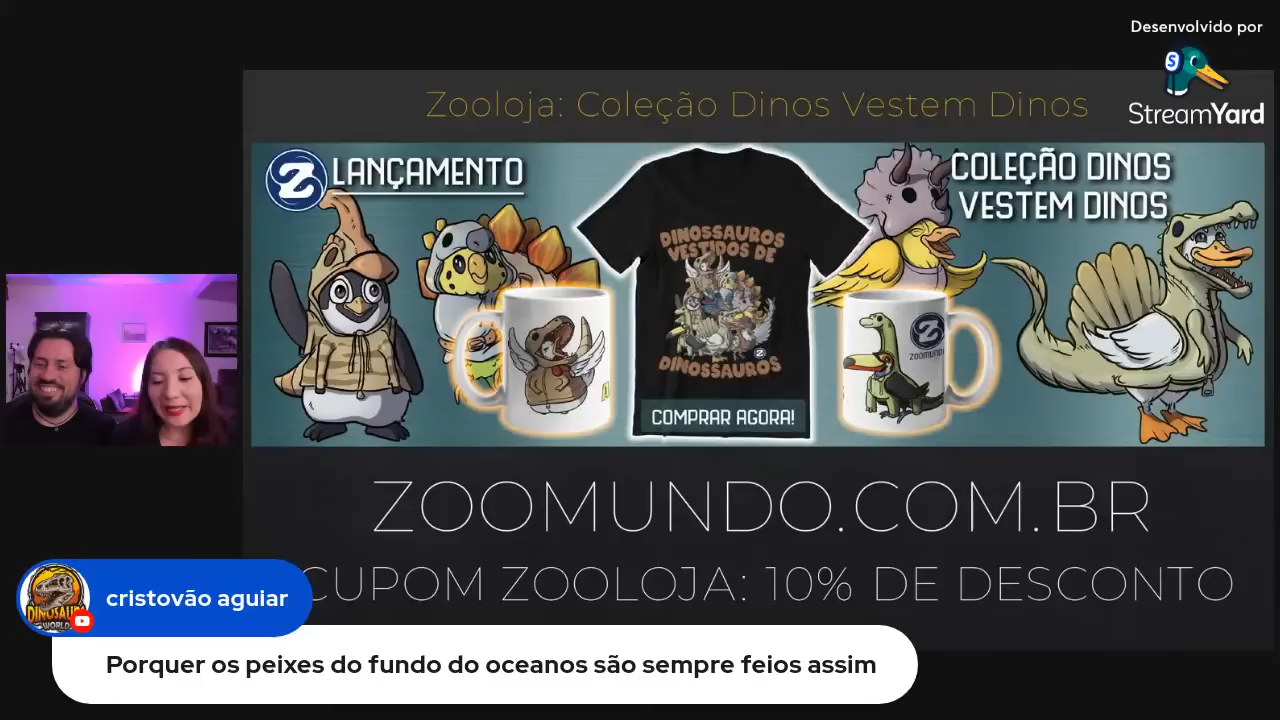 Desenvolvido por
StreamYard
Zooloja: Coleção Dinos Vestem Dinos
LANÇAMENTO
COLEÇÃO DINOS
VESTEM DINOS
DINOSSAUROS
VESTIDOS DE
DINOSSAUROS
ZOOMUNDO
COMPRAR AGORA!
ZOOMUNDO.COM.BR
CUPOM ZOOLOJA: 10% DE DESCONTO
DINOSAUR
WORLD
cristovão aguiar
Porquer os peixes do fundo do oceanos são sempre feios assim